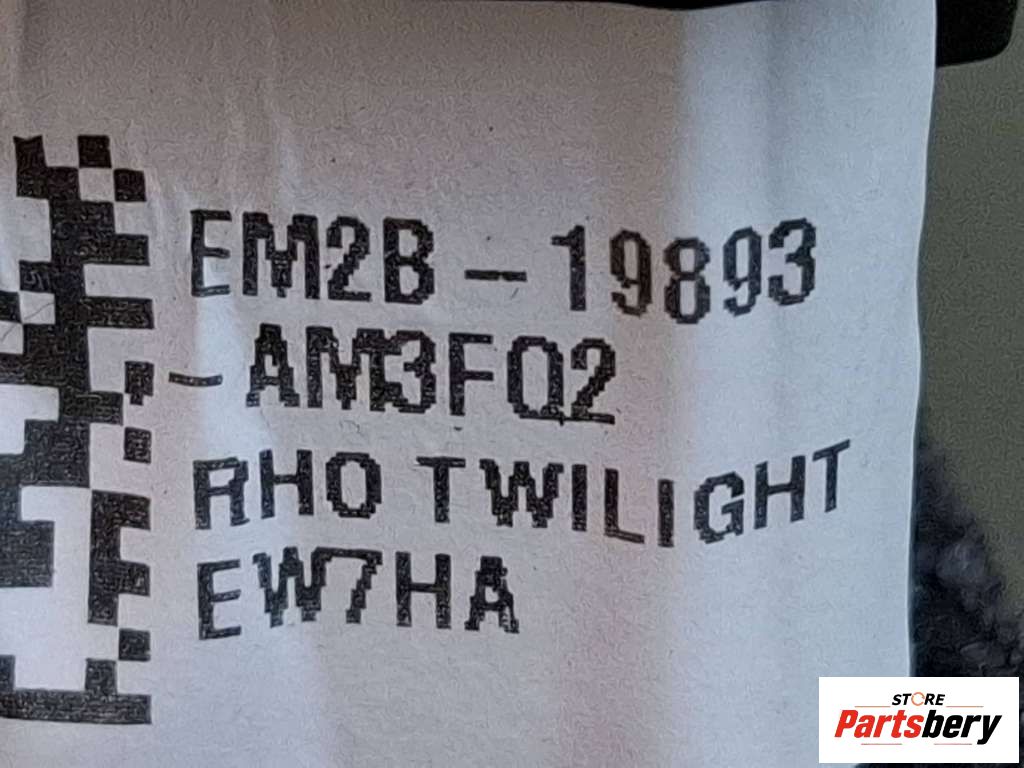 EM2B-19893
-AM3FQ2
RHO TWILIGHT
EW7HA
STORE
Partsbery